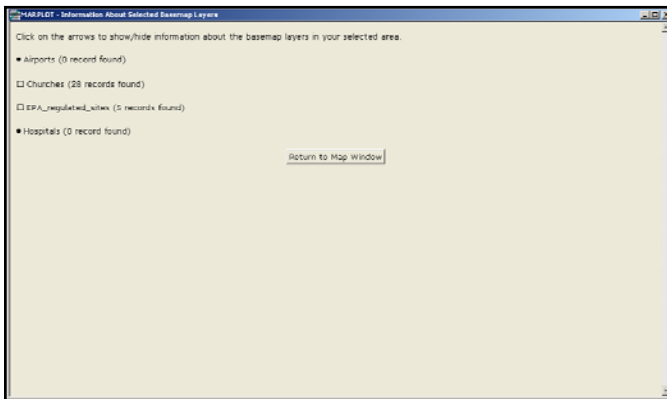 MARPLOT - Information About Selected Basemap Layers
Click on the arrows to show/hide information about the basemap layers in your selected area.
Airports (0 record found)
Churches (28 records found)
EPA_regulated_sites (5 records found)
Hospitals (0 record found)
Return to Map Window